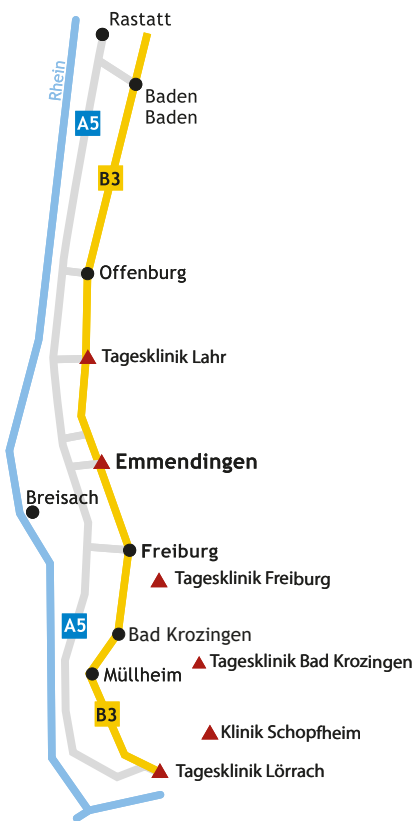 Rastatt
Rhein
Baden
Baden
A5
B3
Offenburg
Tagesklinik Lahr
Emmendingen
Breisach
Freiburg
Tagesklinik Freiburg
A5
Bad Krozingen
Tagesklinik Bad Krozingen
Müllheim
B3
Klinik Schopfheim
Tagesklinik Lörrach